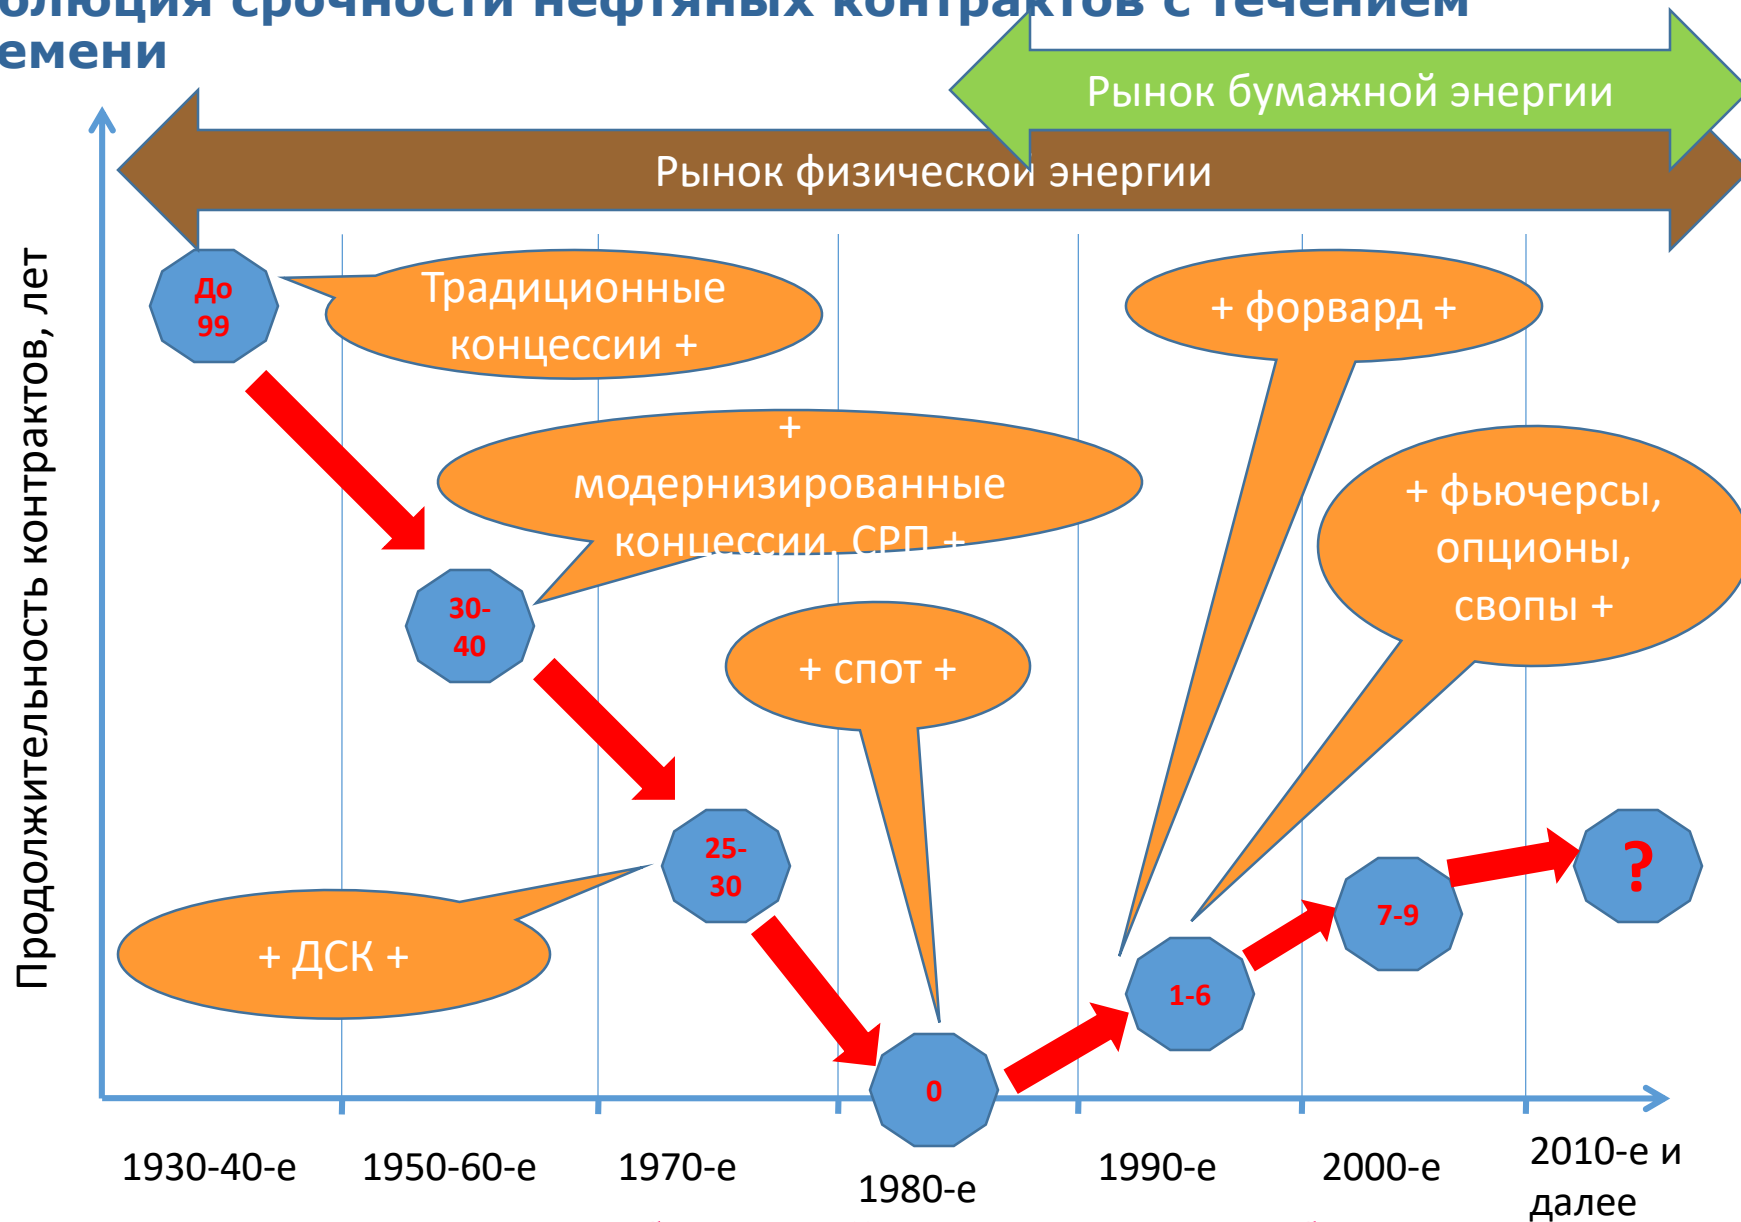 олюция срочности нефтяных контрактов с течением
емени
Рынок бумажной энергии
Рынок физической энергии
Продолжительность контрактов, лет
До
99
Традиционные
концессии +
+ форвард +
+
модернизированные
концессии, СРП +
+ фьючерсы,
опционы,
свопы +
30-
40
+ спот +
25-
30
?
7-9
+ ДСК +
1-6
0
1930-40-е
1950-60-е
1970-е
1980-е
1990-е
2000-е
2010-е и
далее